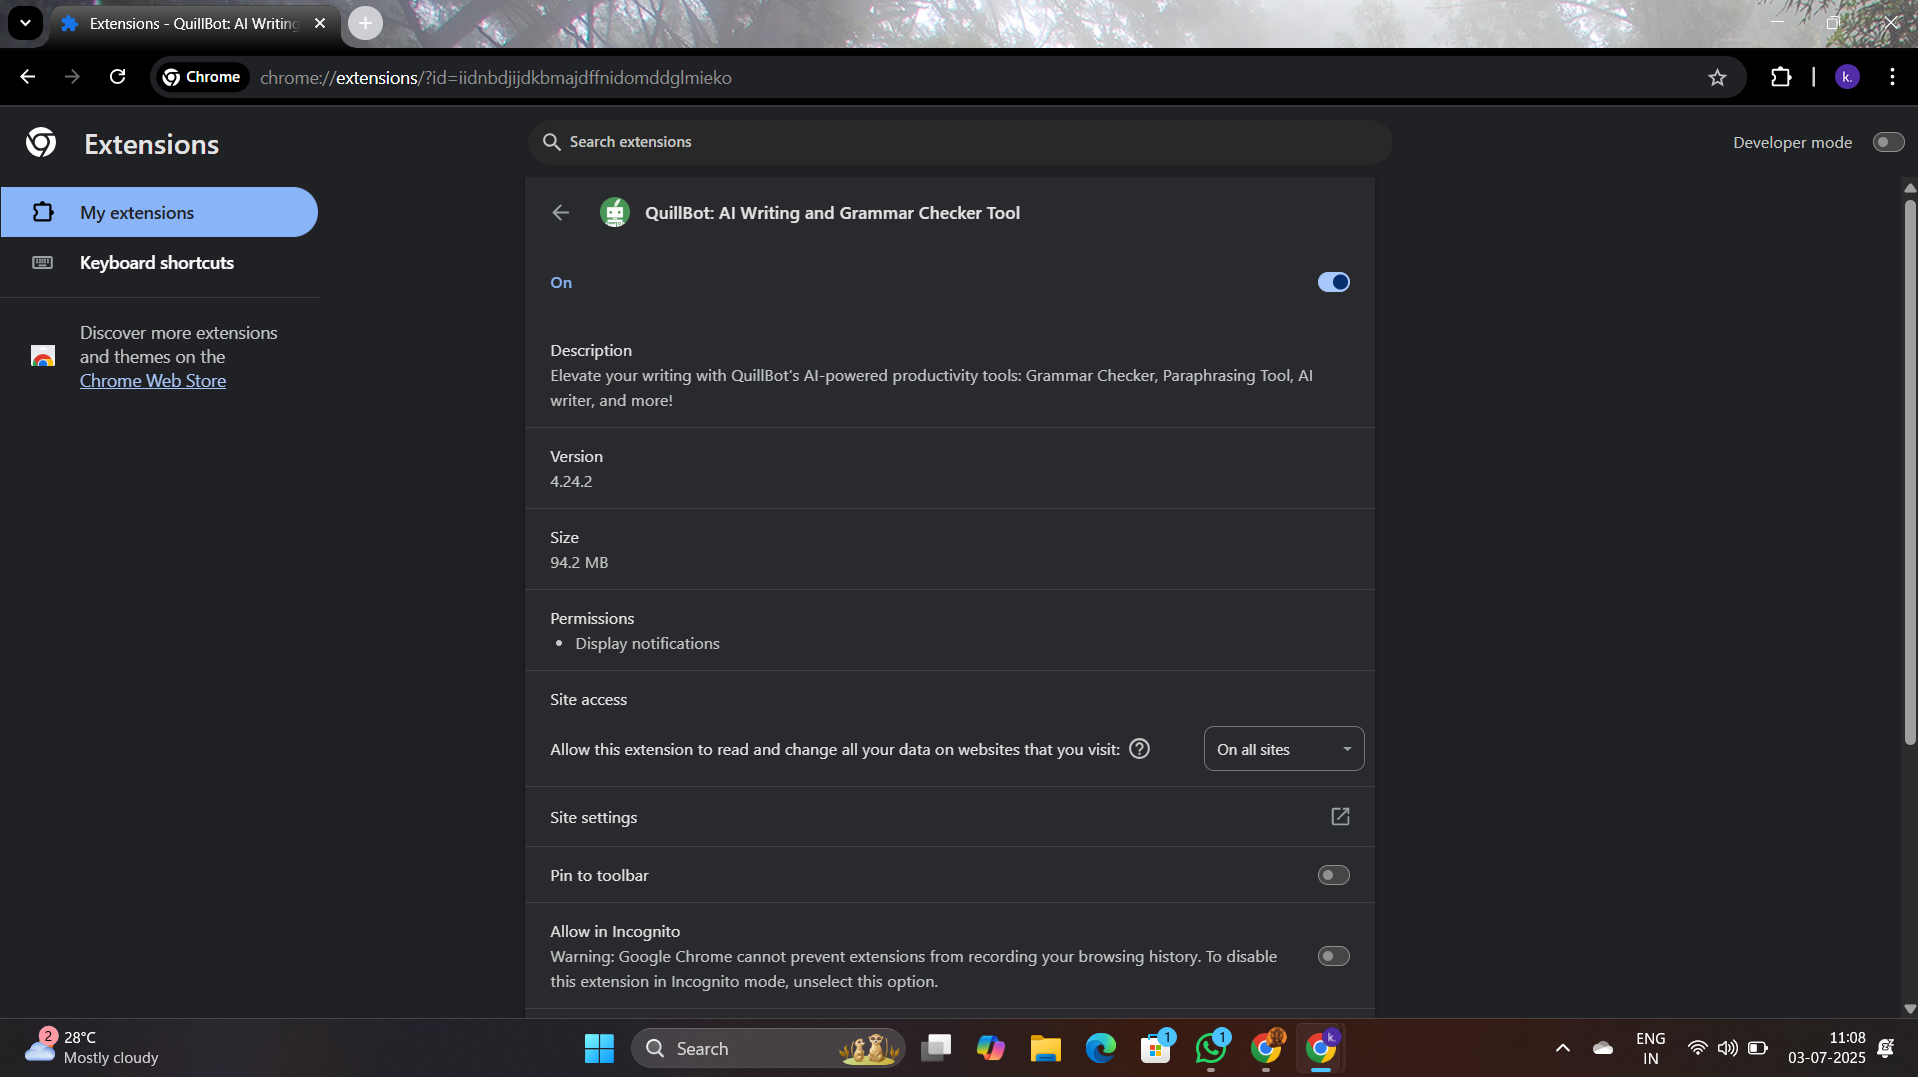 Extensions - QuillBot: AI Writing
Chrome
chrome://extensions/?id=iidnbdjijdkbmajdffnidomddglmieko
k.
Extensions
Search extensions
Developer mode
My extensions
Keyboard shortcuts
Discover more extensions
and themes on the
Chrome Web Store
QuillBot: AI Writing and Grammar Checker Tool
On
Description
Elevate your writing with QuillBot's AI-powered productivity tools: Grammar Checker, Paraphrasing Tool, AI
writer, and more!
Version
4.24.2
Size
94.2 MB
Permissions
• Display notifications
Site access
Allow this extension to read and change all your data on websites that you visit:
On all sites
Site settings
Pin to toolbar
Allow in Incognito
Warning: Google Chrome cannot prevent extensions from recording your browsing history. To disable
this extension in Incognito mode, unselect this option.
2
28°C
Mostly cloudy
Search
1
1
k.
ENG
IN
11:08
03-07-2025